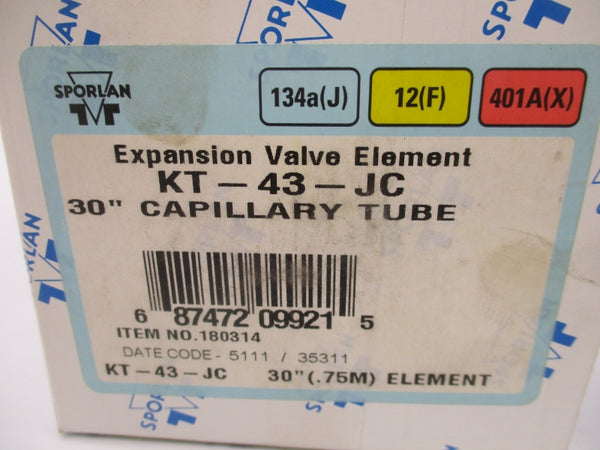 SPORLAN
134a(J)
12(F)
401A(X)
Expansion Valve Element
KT-43-JC
30" CAPILLARY TUBE
6 87472 09921 5
ITEM NO.180314
DATE CODE - 5111 / 35311
KT-43-JC 30"(.75M) ELEMENT
SPORLAN